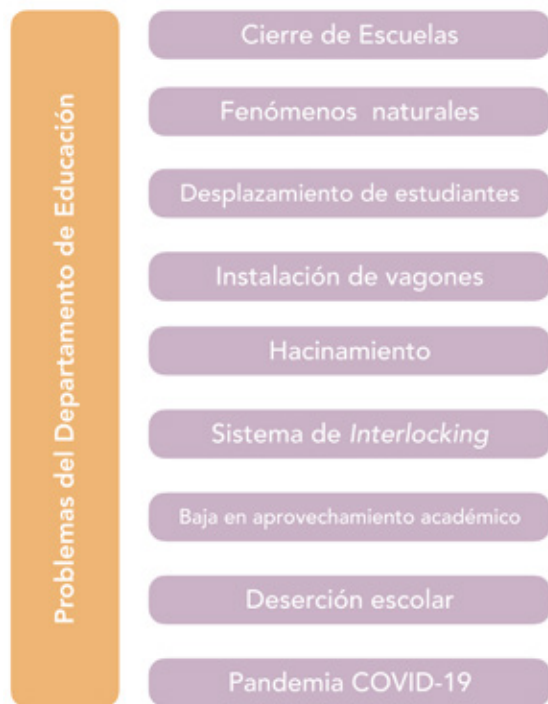 Problemas del Departamento de Educación
Cierre de Escuelas
Fenómenos naturales
Desplazamiento de estudiantes
Instalación de vagones
Hacinamiento
Sistema de Interlocking
Baja en aprovechamiento académico
Deserción escolar
Pandemia COVID-19